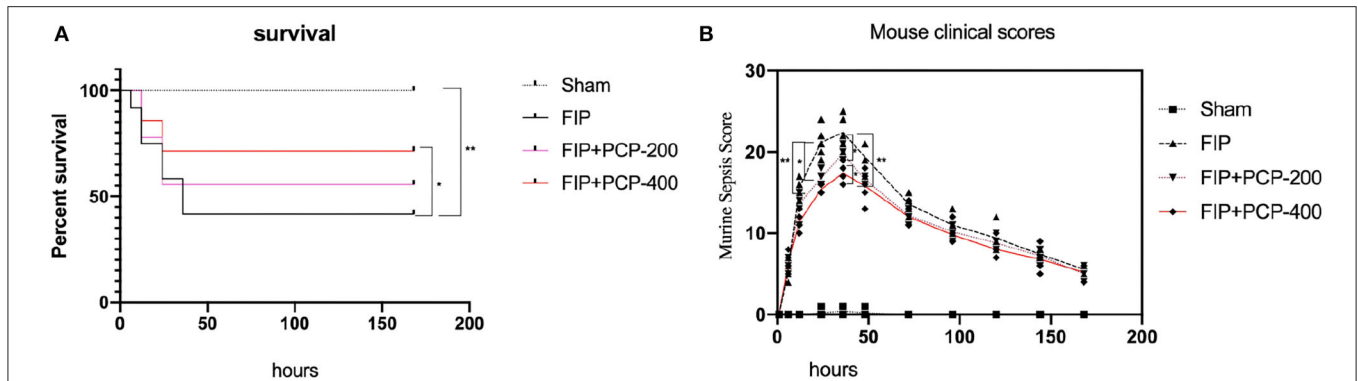 A
survival
Percent survival
100
50
0
0
50
100
150
200
hours
Sham
FIP
FIP+PCP-200
FIP+PCP-400
*
**
B
Mouse clinical scores
Murine Sepsis Score
30
20
10
0
0
50
100
150
200
hours
** * * * **
Sham
FIP
FIP+PCP-200
FIP+PCP-400